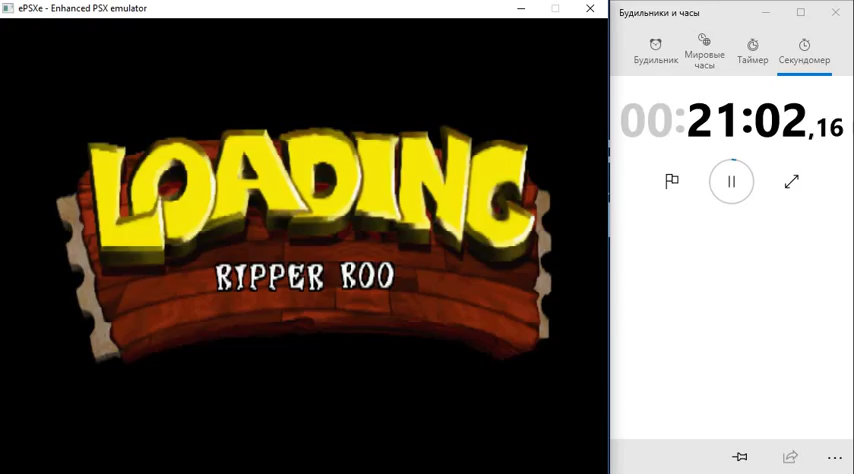 ePSXe - Enhanced PSX emulator
LOADING
RIPPER ROO
Будильники и часы
Будильник
Мировые
часы
Таймер
Секундомер
00:21:02,16